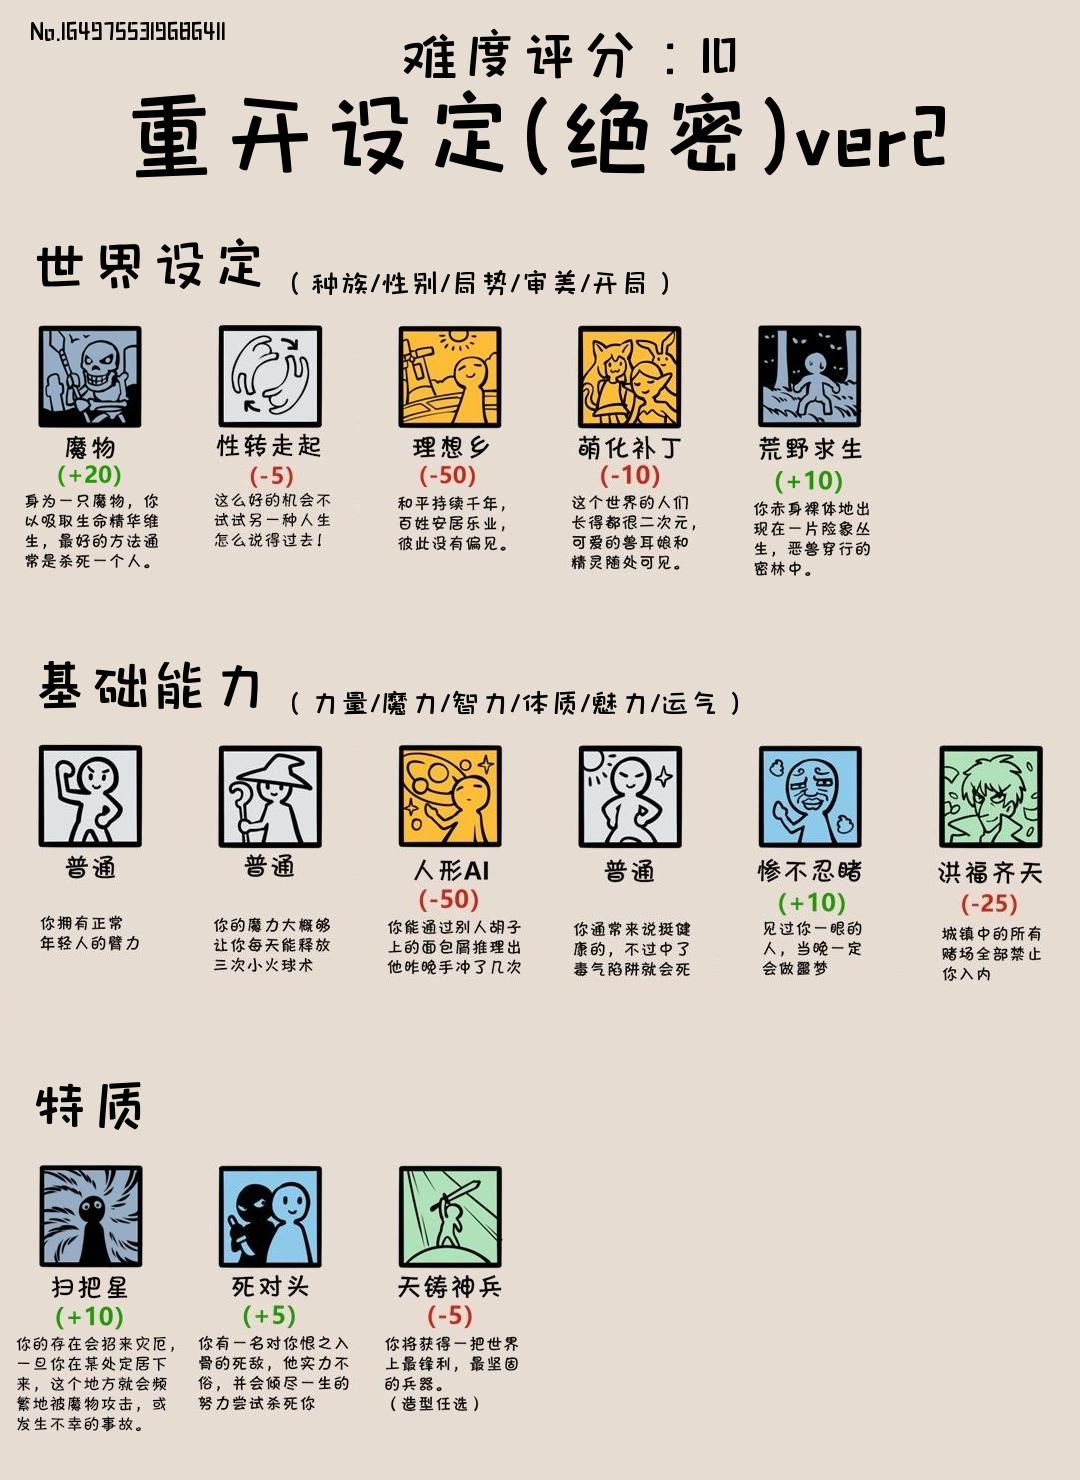 No.1649755319686411
难度评分：10
重开设定(绝密)ver2
世界设定 （种族/性别/局势/审美/开局）
魔物 性转走起 理想乡 萌化补丁 荒野求生
(+20) (-5) (-50) (-10) (+10)
身为一只魔物，你
以吸取生命精华维
生，最好的方法通
常是杀死一个人。
这么好的机会不
试试另一种人生
怎么说得过去！
和平持续千年，
百姓安居乐业，
彼此没有偏见。
这个世界的人们
长得都很二次元，
可爱的兽耳娘和
精灵随处可见。
你赤身裸体地出
现在一片险象丛
生，恶兽穿行的
密林中。
基础能力 （力量/魔力/智力/体质/魅力/运气）
普通 普通 人形AI 普通 惨不忍睹 洪福齐天
(-50) (+10) (-25)
你拥有正常
年轻人的臂力
你的魔力大概够
让你每天能释放
三次小火球术
你能通过别人胡子
上的面包屑推理出
他昨晚手冲了几次
你通常来说挺健
康的，不过中了
毒气陷阱就会死
见过你一眼的
人，当晚一定
会做噩梦
城镇中的所有
赌场全部禁止
你入内
特质
扫把星 死对头 天铸神兵
(+10) (+5) (-5)
你的存在会招来灾厄，
一旦你在某处定居下
来，这个地方就会频
繁地被魔物攻击，或
发生不幸的事故。
你有一名对你恨之入
骨的死敌，他实力不
俗，并会倾尽一生的
努力尝试杀死你
你将获得一把世界
上最锋利，最坚固
的兵器。
（造型任选）